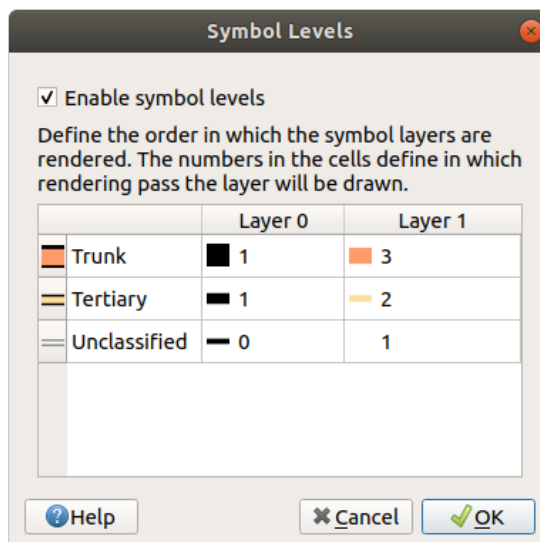 Symbol Levels
Enable symbol levels
Define the order in which the symbol layers are
rendered. The numbers in the cells define in which
rendering pass the layer will be drawn.
Layer 0 Layer 1
Trunk 1 3
Tertiary 1 2
Unclassified 0 1
Help Cancel OK